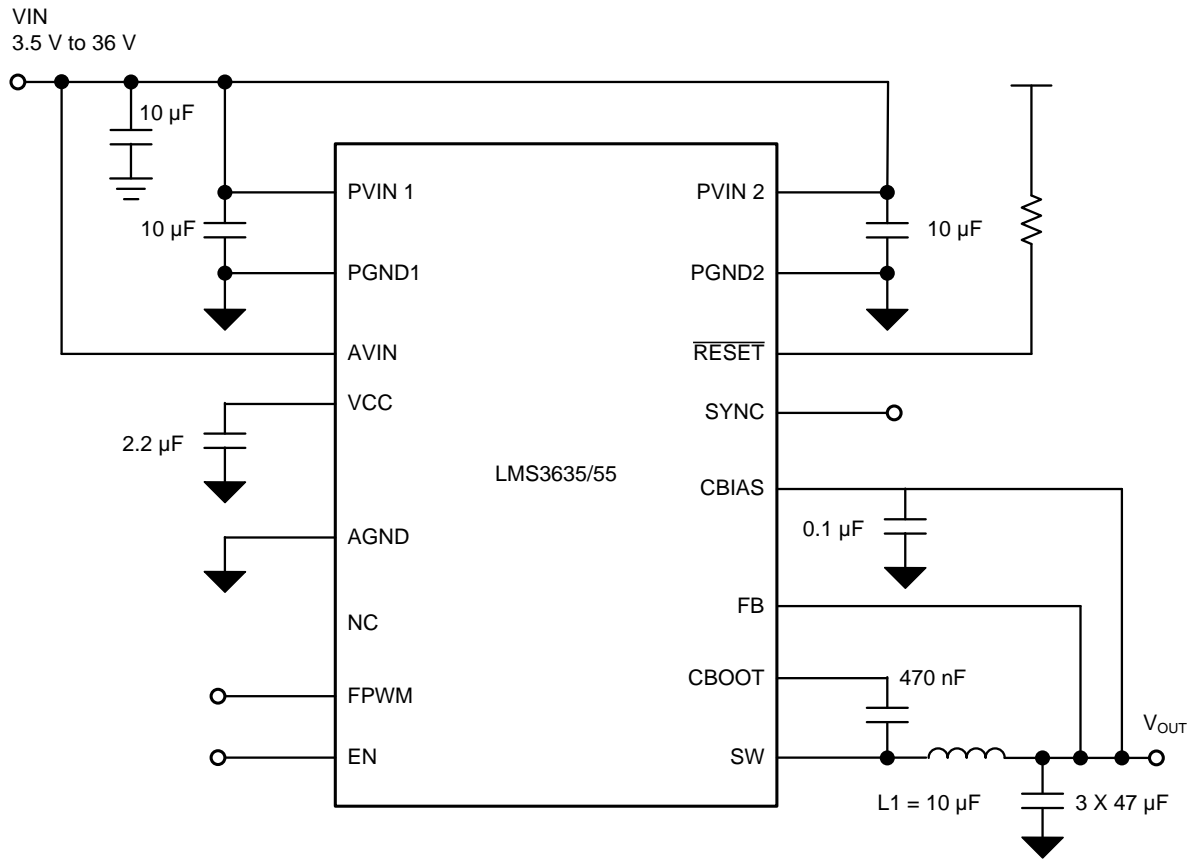 VIN
3.5 V to 36 V
10 µF
PVIN 1
PVIN 2
10 µF
10 µF
PGND1
PGND2
AVIN
RESET
VCC
SYNC
2.2 µF
LMS3635/55
CBIAS
0.1 µF
AGND
FB
NC
CBOOT
470 nF
FPWM
VOUT
EN
SW
L1 = 10 µF
3 X 47 µF